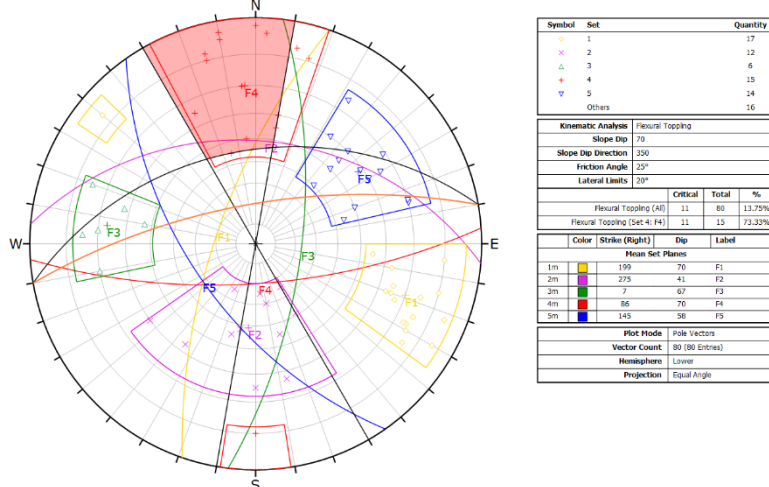 N
F4
F2
F5
F3
W
F1
F3
E
F5
F4
F1
F2
S
Symbol Set Quantity
1 17
2 12
3 6
4 15
5 14
Others 16
Kinematic Analysis Flexural Toppling
Slope Dip 70
Slope Dip Direction 350
Friction Angle 25°
Lateral Limits 20°
Critical Total %
Flexural Toppling (All) 11 80 13.75%
Flexural Toppling (Set 4: F4) 11 15 73.33%
Color Strike (Right) Dip Label
Mean Set Planes
1m 199 70 F1
2m 275 41 F2
3m 7 67 F3
4m 86 70 F4
5m 145 58 F5
Plot Mode Pole Vectors
Vector Count 80 (80 Entries)
Hemisphere Lower
Projection Equal Angle